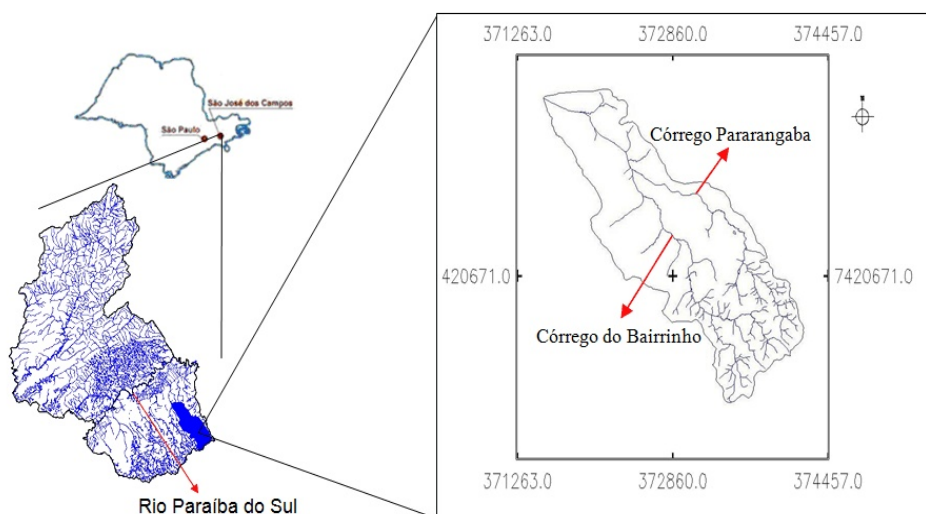 São José dos Campos
São Paulo
Rio Paraíba do Sul
371263.0 372860.0 374457.0
Córrego Pararangaba
420671.0 7420671.0
Córrego do Bairrinho
371263.0 372860.0 374457.0